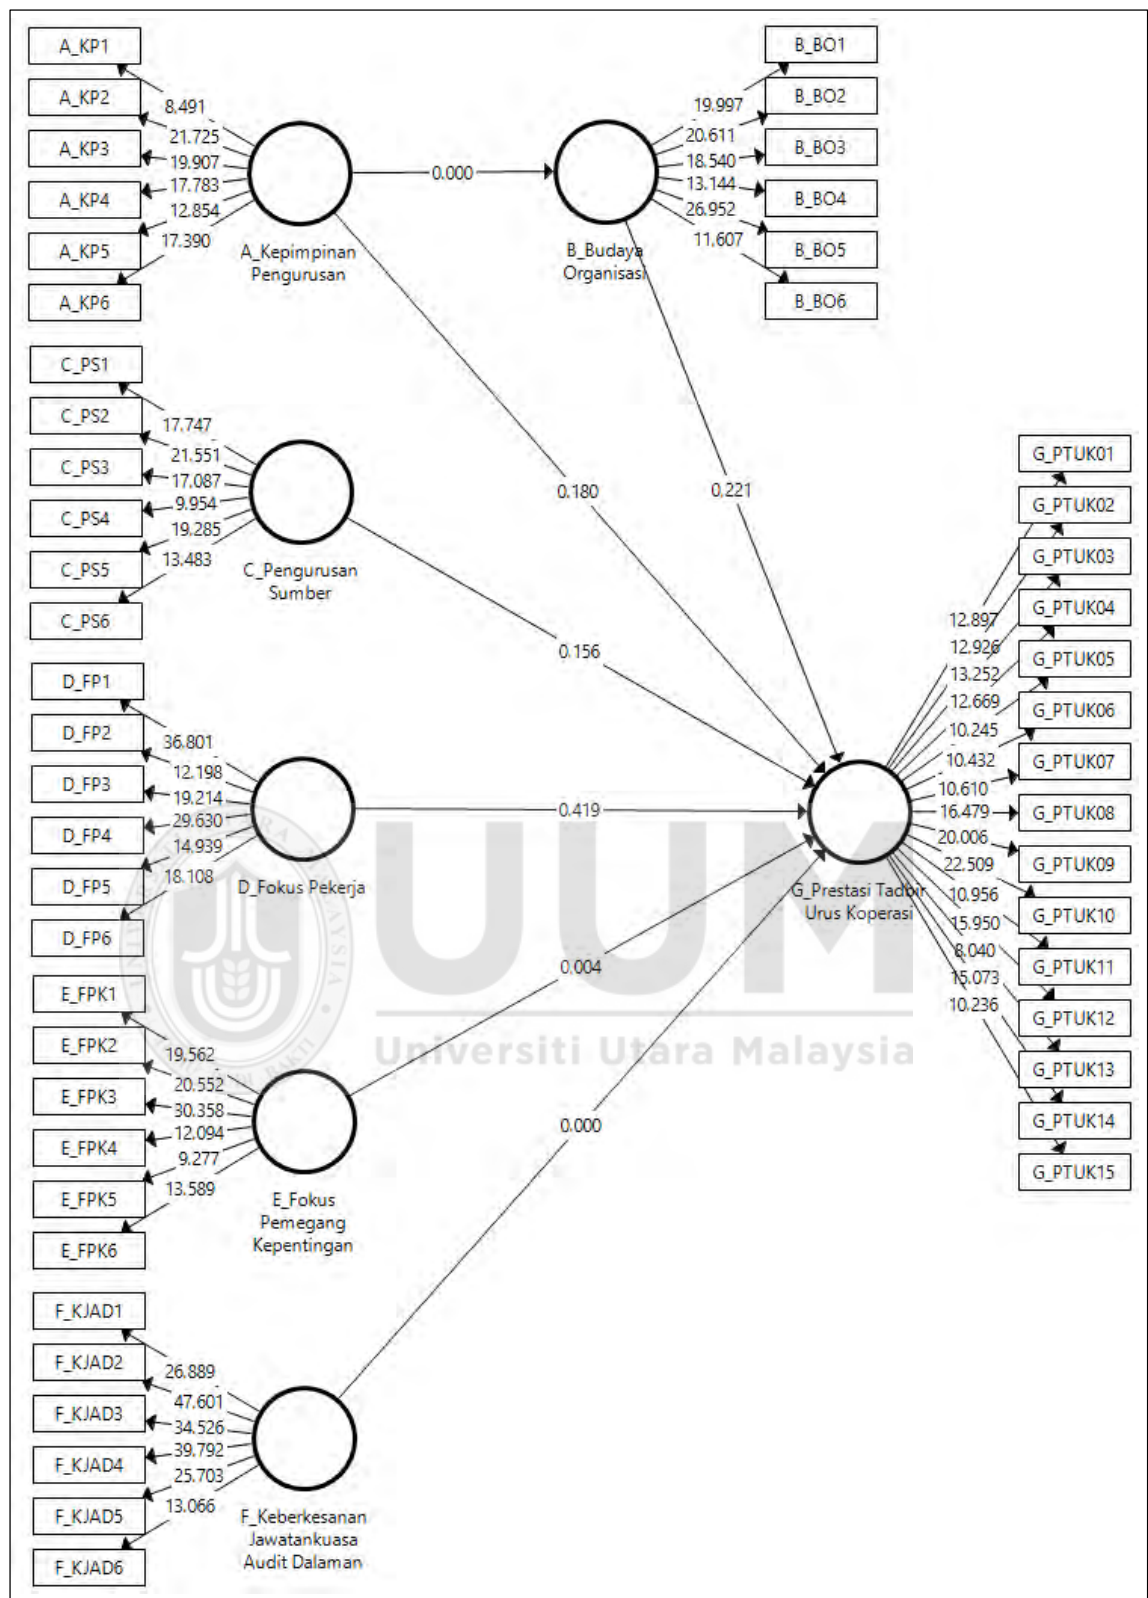 A_KP1
A_KP2
A_KP3
A_KP4
A_KP5
A_KP6
8.491
21.725
19.907
17.783
12.854
17.390
A_Kepimpinan
Pengurusan
0.000
B_Budaya
Organisasi
19.997
20.611
18.540
13.144
26.952
11.607
B_BO1
B_BO2
B_BO3
B_BO4
B_BO5
B_BO6
C_PS1
C_PS2
C_PS3
C_PS4
C_PS5
C_PS6
17.747
21.551
17.087
9.954
19.285
13.483
C_Pengurusan
Sumber
0.180
0.221
0.156
D_FP1
D_FP2
D_FP3
D_FP4
D_FP5
D_FP6
36.801
12.198
19.214
29.630
14.939
18.108
D_Fokus Pekerja
0.419
G_Prestasi Tadbir
Urus Koperasi
12.897
12.926
13.252
12.669
10.245
10.432
10.610
16.479
20.006
22.509
10.956
15.950
8.040
15.073
10.236
G_PTUK01
G_PTUK02
G_PTUK03
G_PTUK04
G_PTUK05
G_PTUK06
G_PTUK07
G_PTUK08
G_PTUK09
G_PTUK10
G_PTUK11
G_PTUK12
G_PTUK13
G_PTUK14
G_PTUK15
UUM
Universiti Utara Malaysia
E_FPK1
E_FPK2
E_FPK3
E_FPK4
E_FPK5
E_FPK6
19.562
20.552
30.358
12.094
9.277
13.589
E_Fokus
Pemegang
Kepentingan
0.004
0.000
F_KJAD1
F_KJAD2
F_KJAD3
F_KJAD4
F_KJAD5
F_KJAD6
26.889
47.601
34.526
39.792
25.703
13.066
F_Keberkesanan
Jawatankuasa
Audit Dalaman